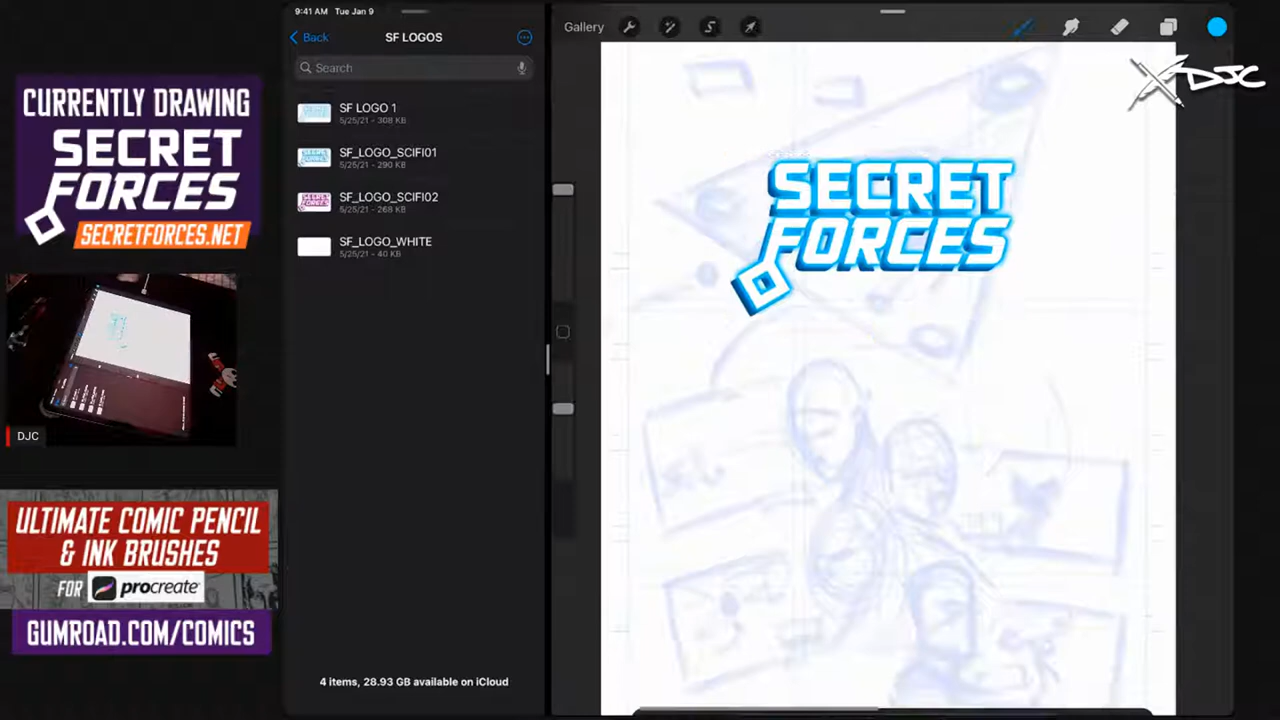 9:41 AM Tue Jan 9
Back
SF LOGOS
Search
SF LOGO 1
5/25/21 - 308 KB
SF_LOGO_SCIFI01
5/25/21 - 290 KB
SF_LOGO_SCIFI02
5/25/21 - 268 KB
SF_LOGO_WHITE
5/25/21 - 40 KB
4 items, 28.93 GB available on iCloud
CURRENTLY DRAWING
SECRET
FORCES
SECRETFORCES.NET
DJC
ULTIMATE COMIC PENCIL
& INK BRUSHES
FOR procreate
GUMROAD.COM/COMICS
Gallery
XDJC
SECRET
FORCES